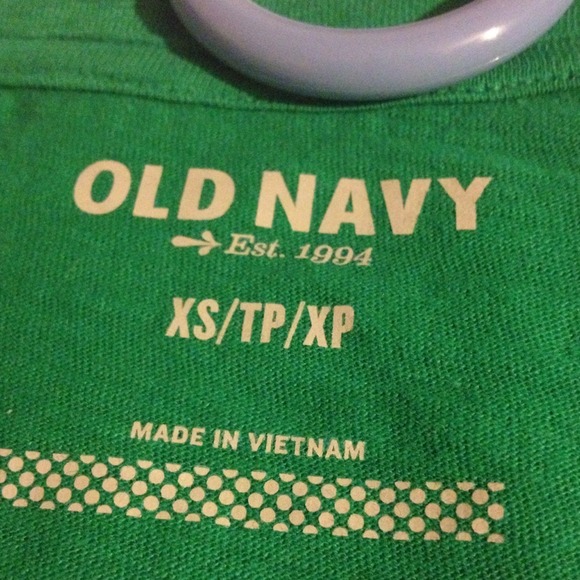 OLD NAVY
Est. 1994
XS/TP/XP
MADE IN VIETNAM